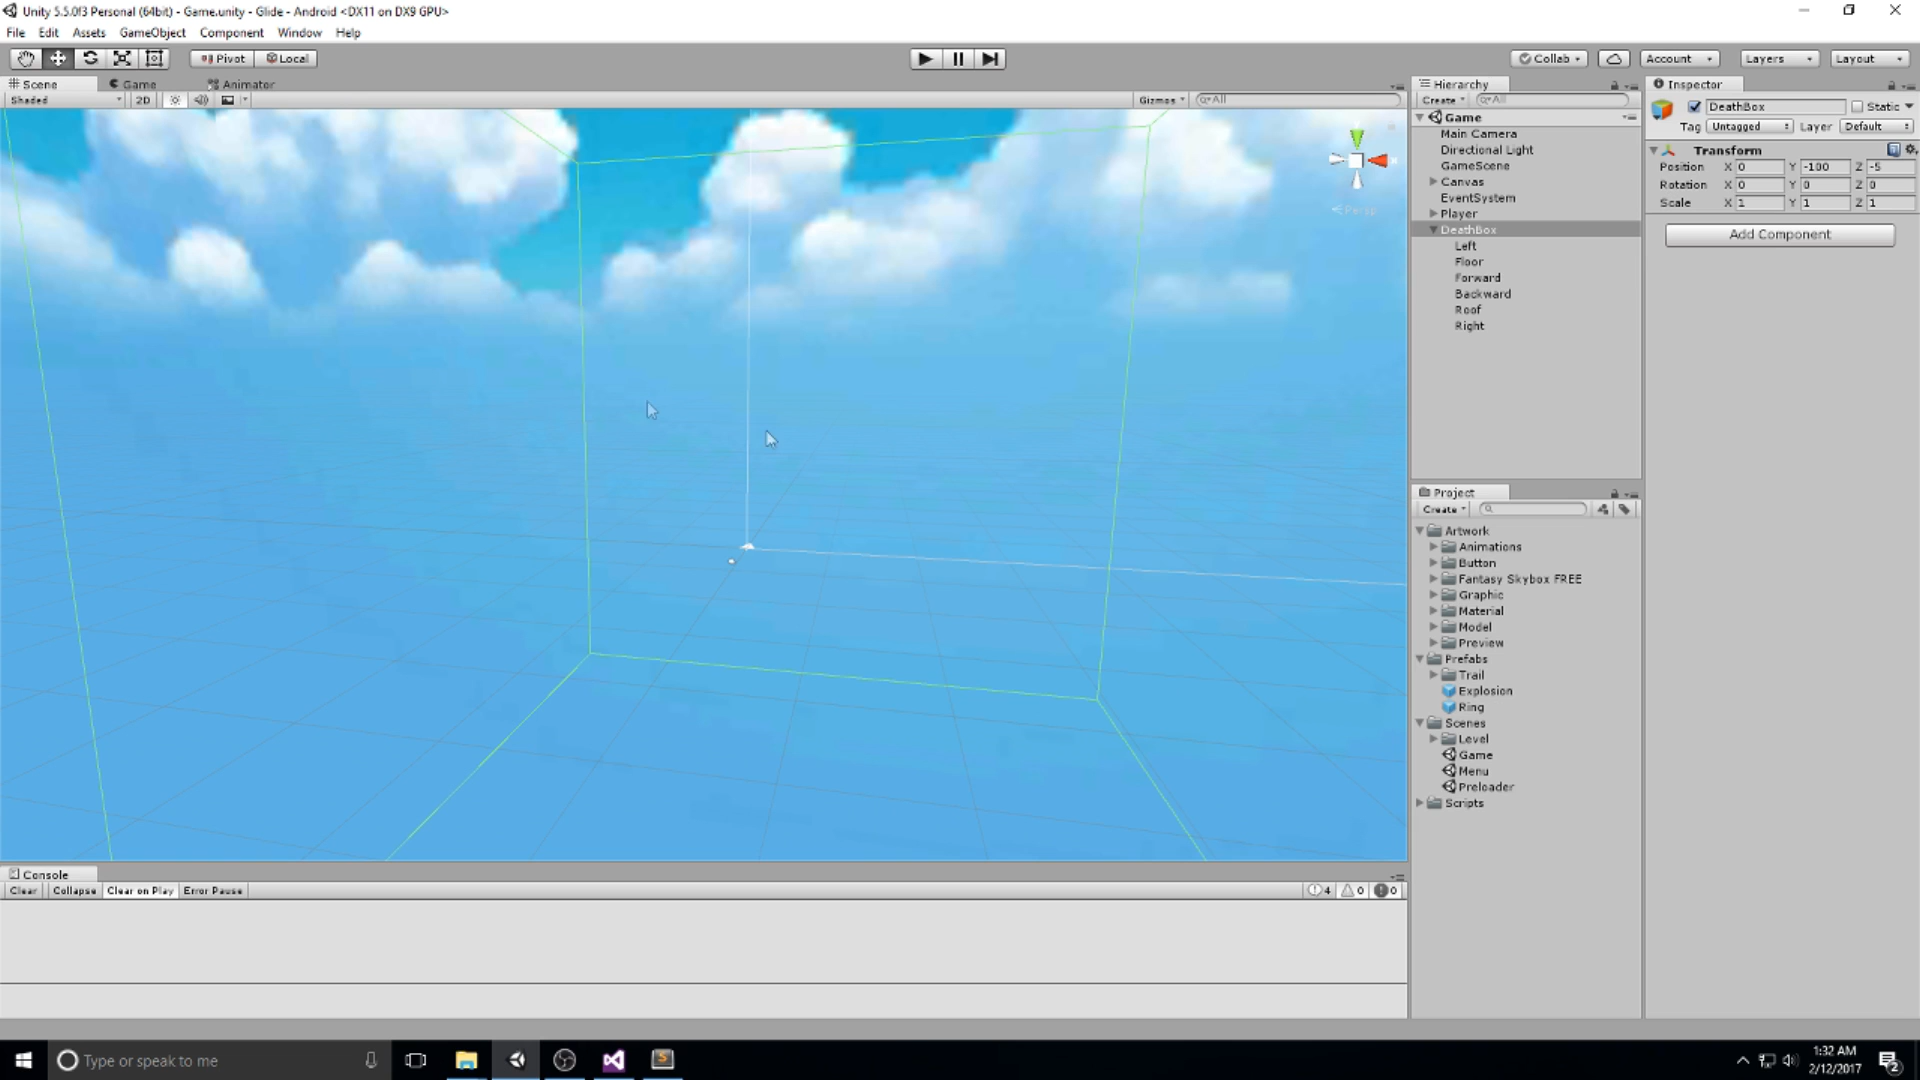 Unity 5.5.0f3 Personal (64bit) - Game.unity - Glide - Android <DX11 on DX9 GPU>
File Edit Assets GameObject Component Window Help
Pivot Local Collab Account Layers Layout
Scene Game Animator
Shaded 2D Gizmos All
Persp
Hierarchy
Create All
Game
Main Camera
Directional Light
GameScene
Canvas
EventSystem
Player
DeathBox
Left
Floor
Forward
Backward
Roof
Right
Inspector
DeathBox Static
Tag Untagged Layer Default
Transform
Position X 0 Y -100 Z -5
Rotation X 0 Y 0 Z 0
Scale X 1 Y 1 Z 1
Add Component
Project
Create
Artwork
Animations
Button
Fantasy Skybox FREE
Graphic
Material
Model
Preview
Prefabs
Trail
Explosion
Ring
Scenes
Level
Game
Menu
Preloader
Scripts
Console
Clear Collapse Clear on Play Error Pause 4 0 0
Type or speak to me
1:32 AM
2/12/2017
2